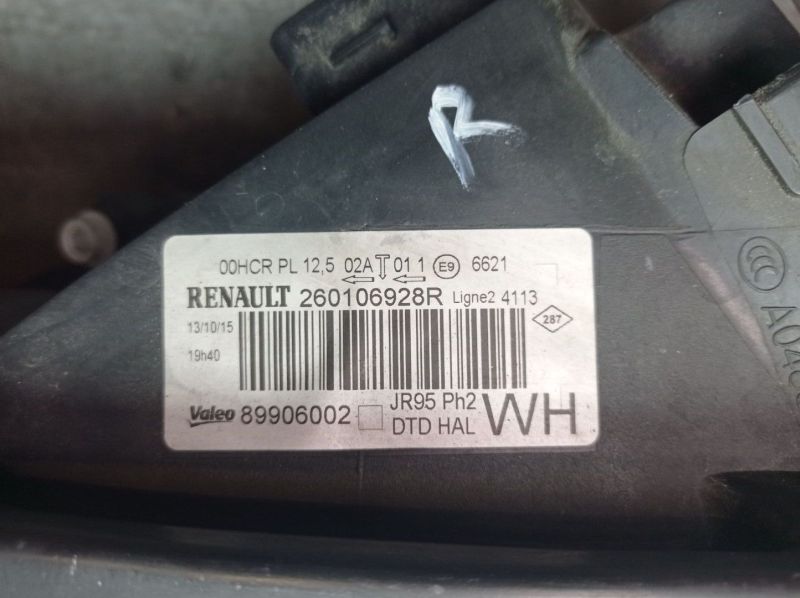 R
00HCR PL 12,5 02A 01 1 E9 6621
RENAULT 260106928R Ligne2 4113
13/10/15
287
19h40
Valeo 89906002 JR95 Ph2 WH
DTD HAL